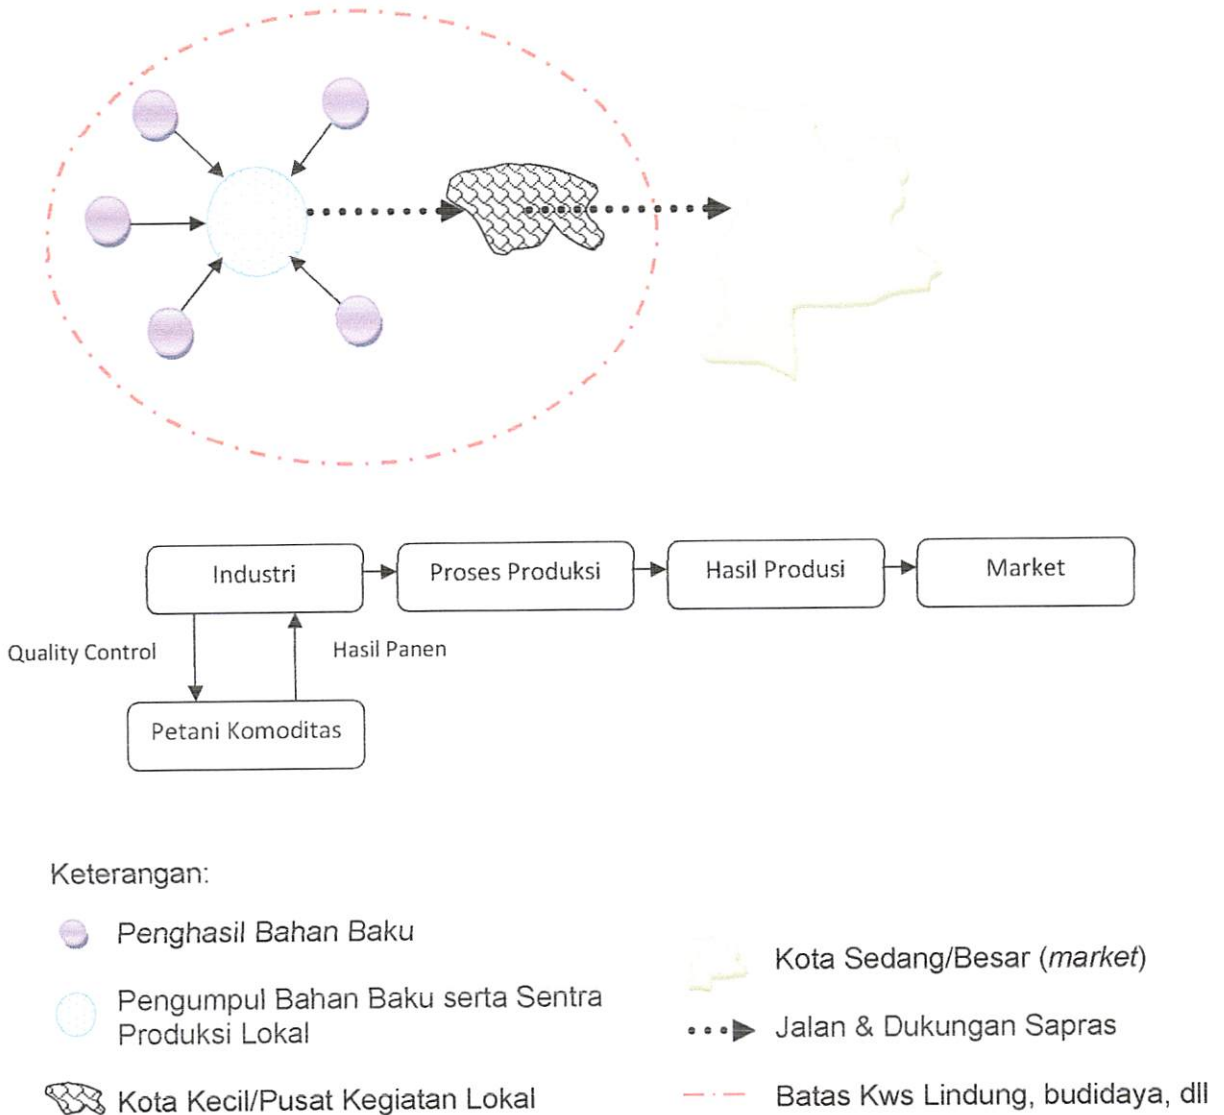 Industri
Proses Produksi
Hasil Produsi
Market
Quality Control
Hasil Panen
Petani Komoditas
Keterangan:
Penghasil Bahan Baku
Pengumpul Bahan Baku serta Sentra
Produksi Lokal
Kota Kecil/Pusat Kegiatan Lokal
Kota Sedang/Besar (market)
Jalan & Dukungan Sapras
Batas Kws Lindung, budidaya, dll